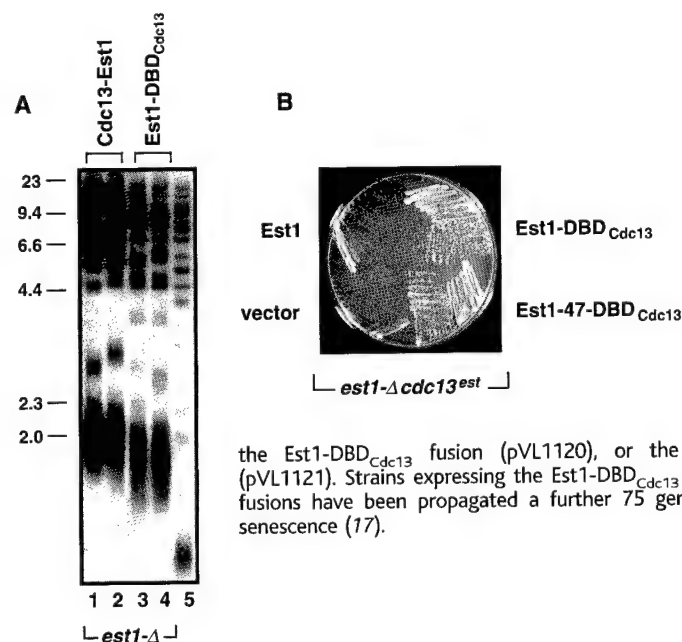 A
Cdc13-Est1
Est1-DBDCdc13
23
9.4
6.6
4.4
2.3
2.0
1 2 3 4 5
est1-Δ
B
Est1
vector
Est1-DBDCdc13
Est1-47-DBDCdc13
est1-Δ cdc13est
the Est1-DBDCdc13 fusion (pVL1120), or the
(pVL1121). Strains expressing the Est1-DBDCdc13
fusions have been propagated a further 75 gen
senescence (17).